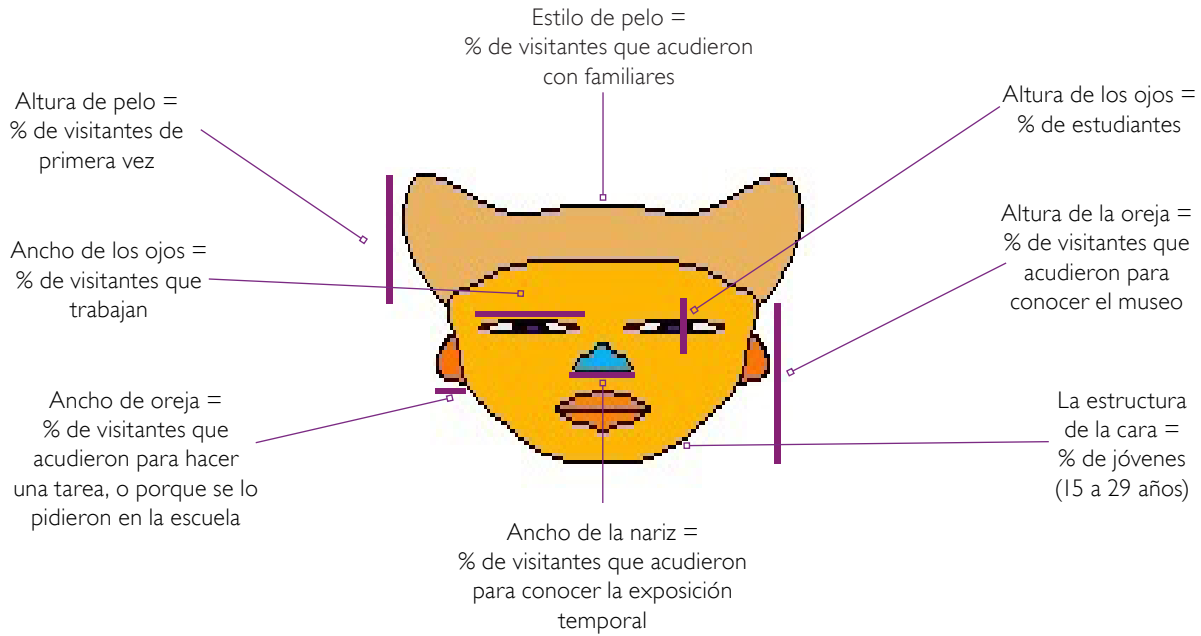 Estilo de pelo =
% de visitantes que acudieron
con familiares
Altura de pelo =
% de visitantes de
primera vez
Altura de los ojos =
% de estudiantes
Ancho de los ojos =
% de visitantes que
trabajan
Altura de la oreja =
% de visitantes que
acudieron para
conocer el museo
Ancho de oreja =
% de visitantes que
acudieron para hacer
una tarea, o porque se lo
pidieron en la escuela
La estructura
de la cara =
% de jóvenes
(15 a 29 años)
Ancho de la nariz =
% de visitantes que acudieron
para conocer la exposición
temporal